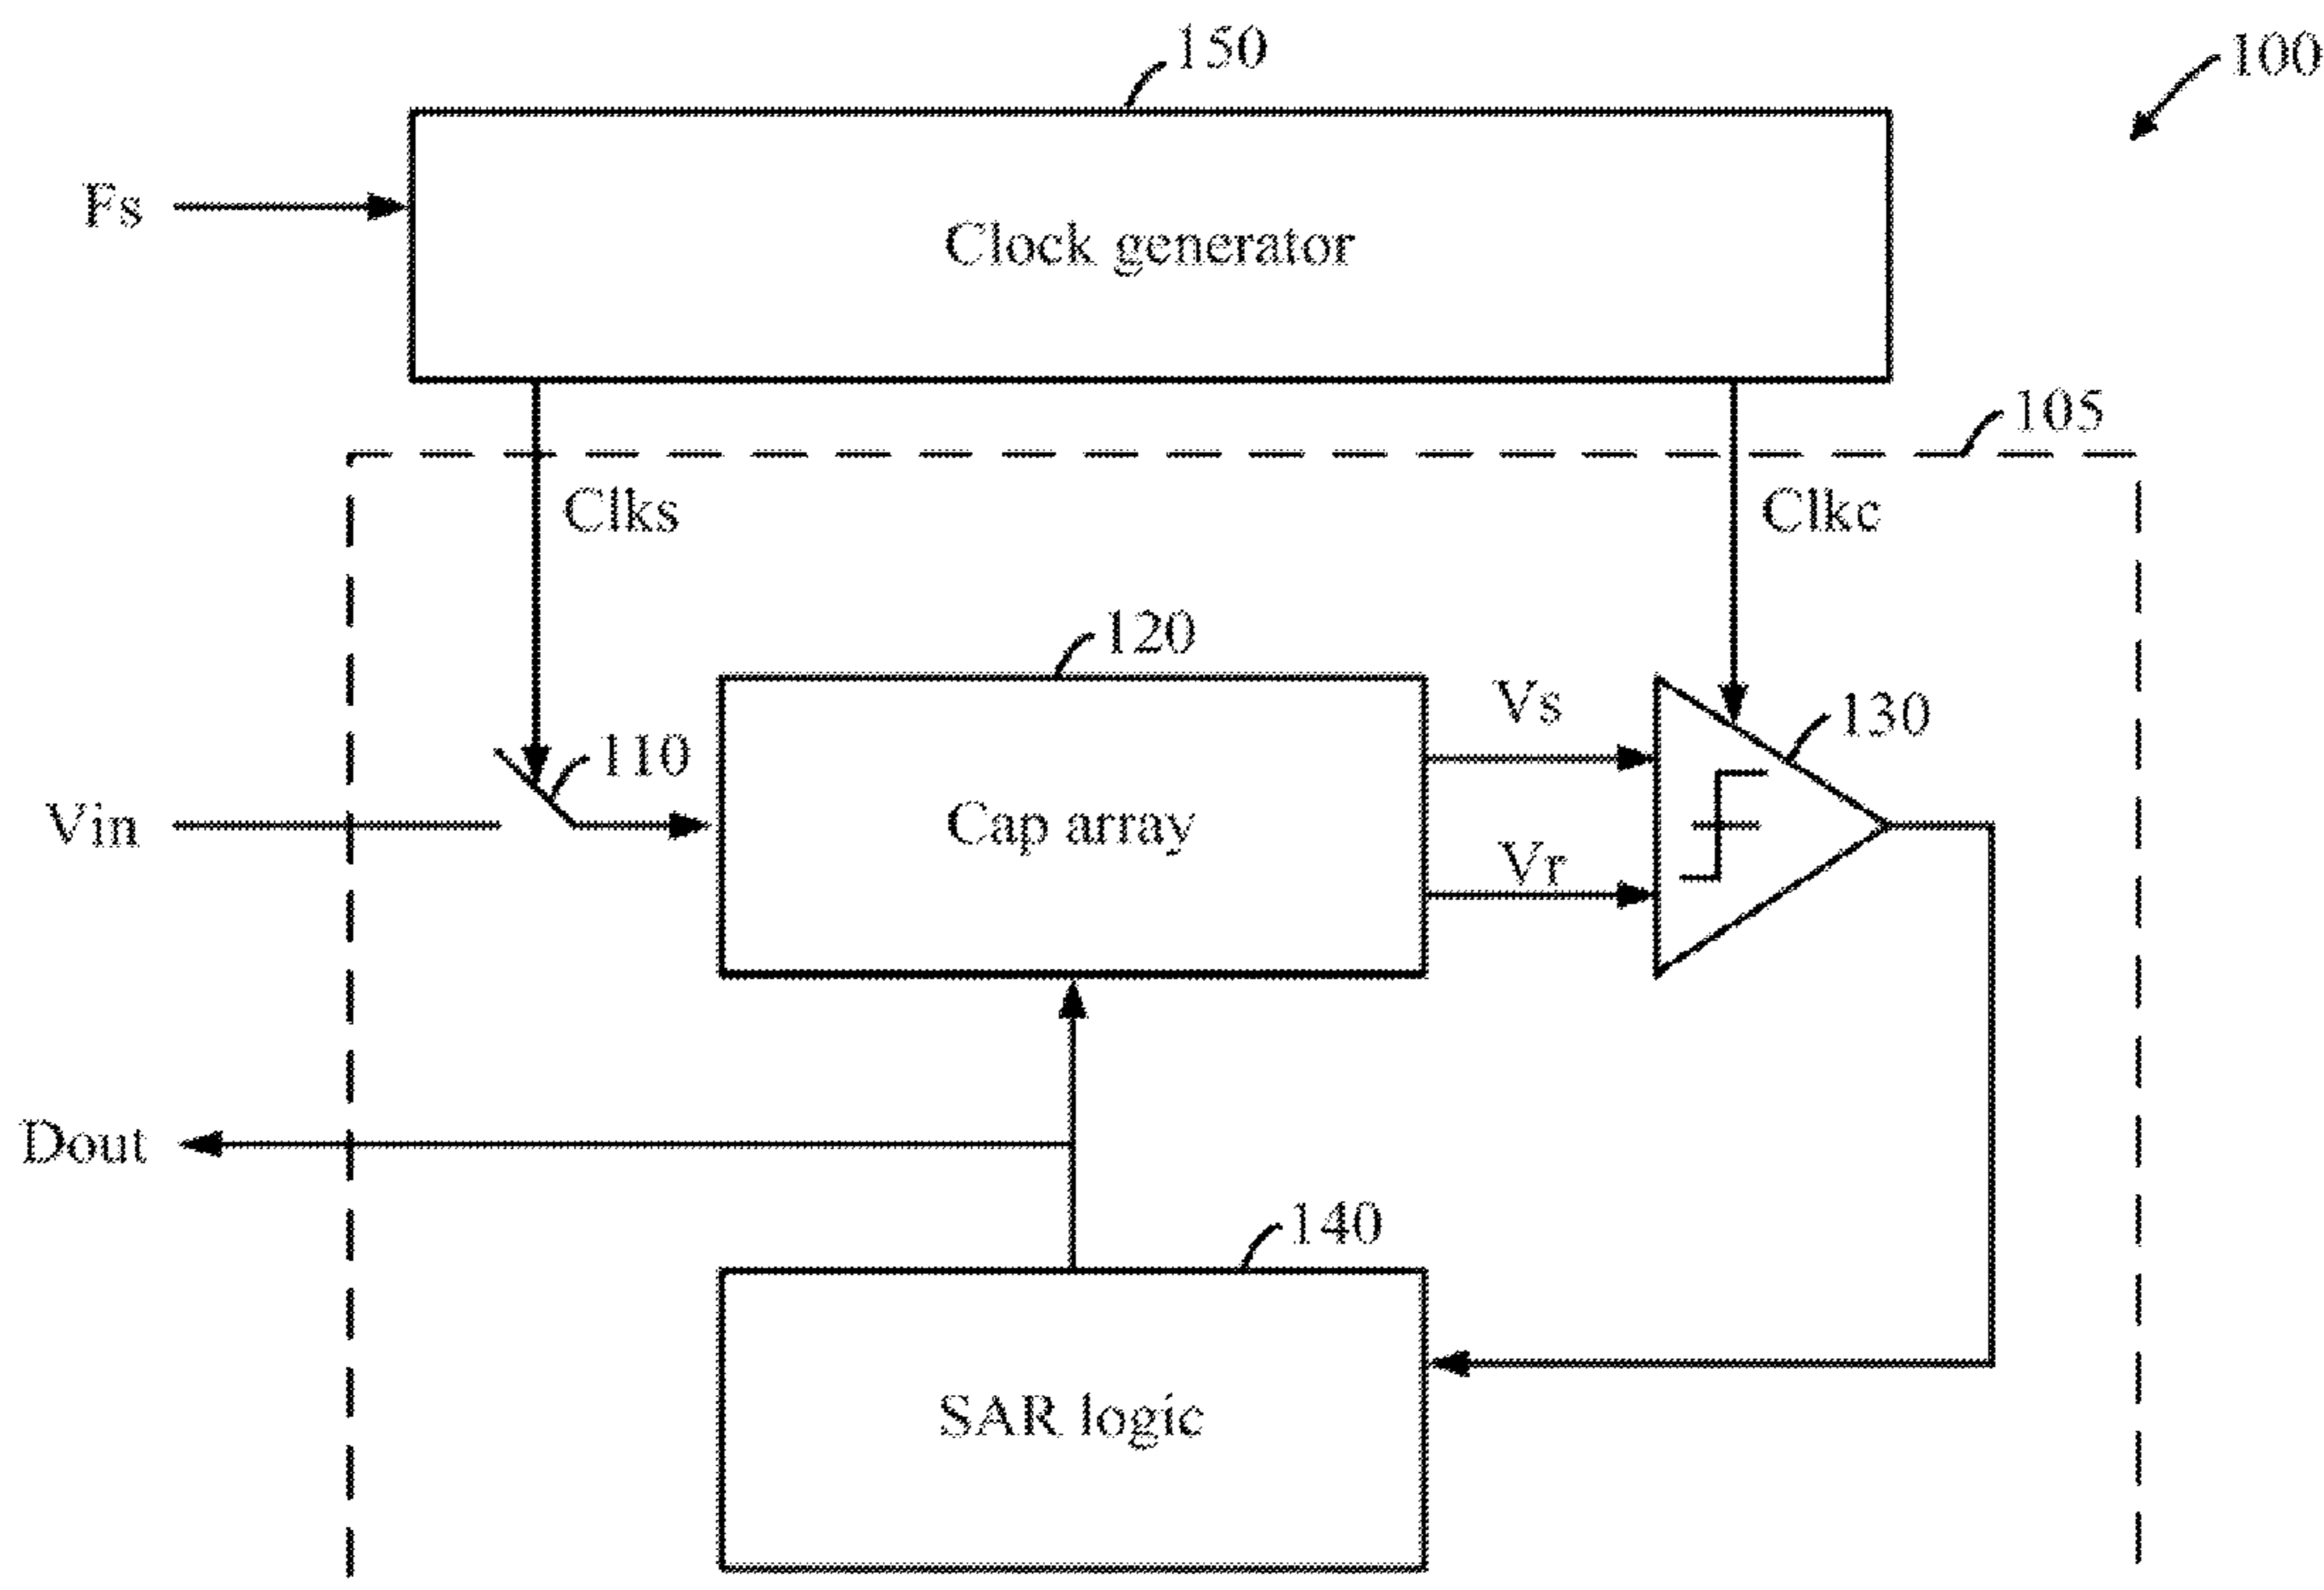 150
100
Fs
Clock generator
105
Clks
Clkc
120
Vs
130
110
Vin
Cap array
Vr
Dout
140
SAR logic